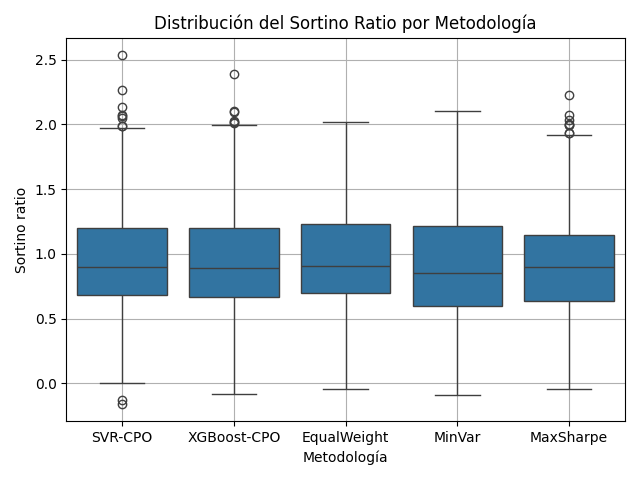 Distribución del Sortino Ratio por Metodología
Sortino ratio
2.5
2.0
1.5
1.0
0.5
0.0
SVR-CPO XGBoost-CPO EqualWeight MinVar MaxSharpe
Metodología